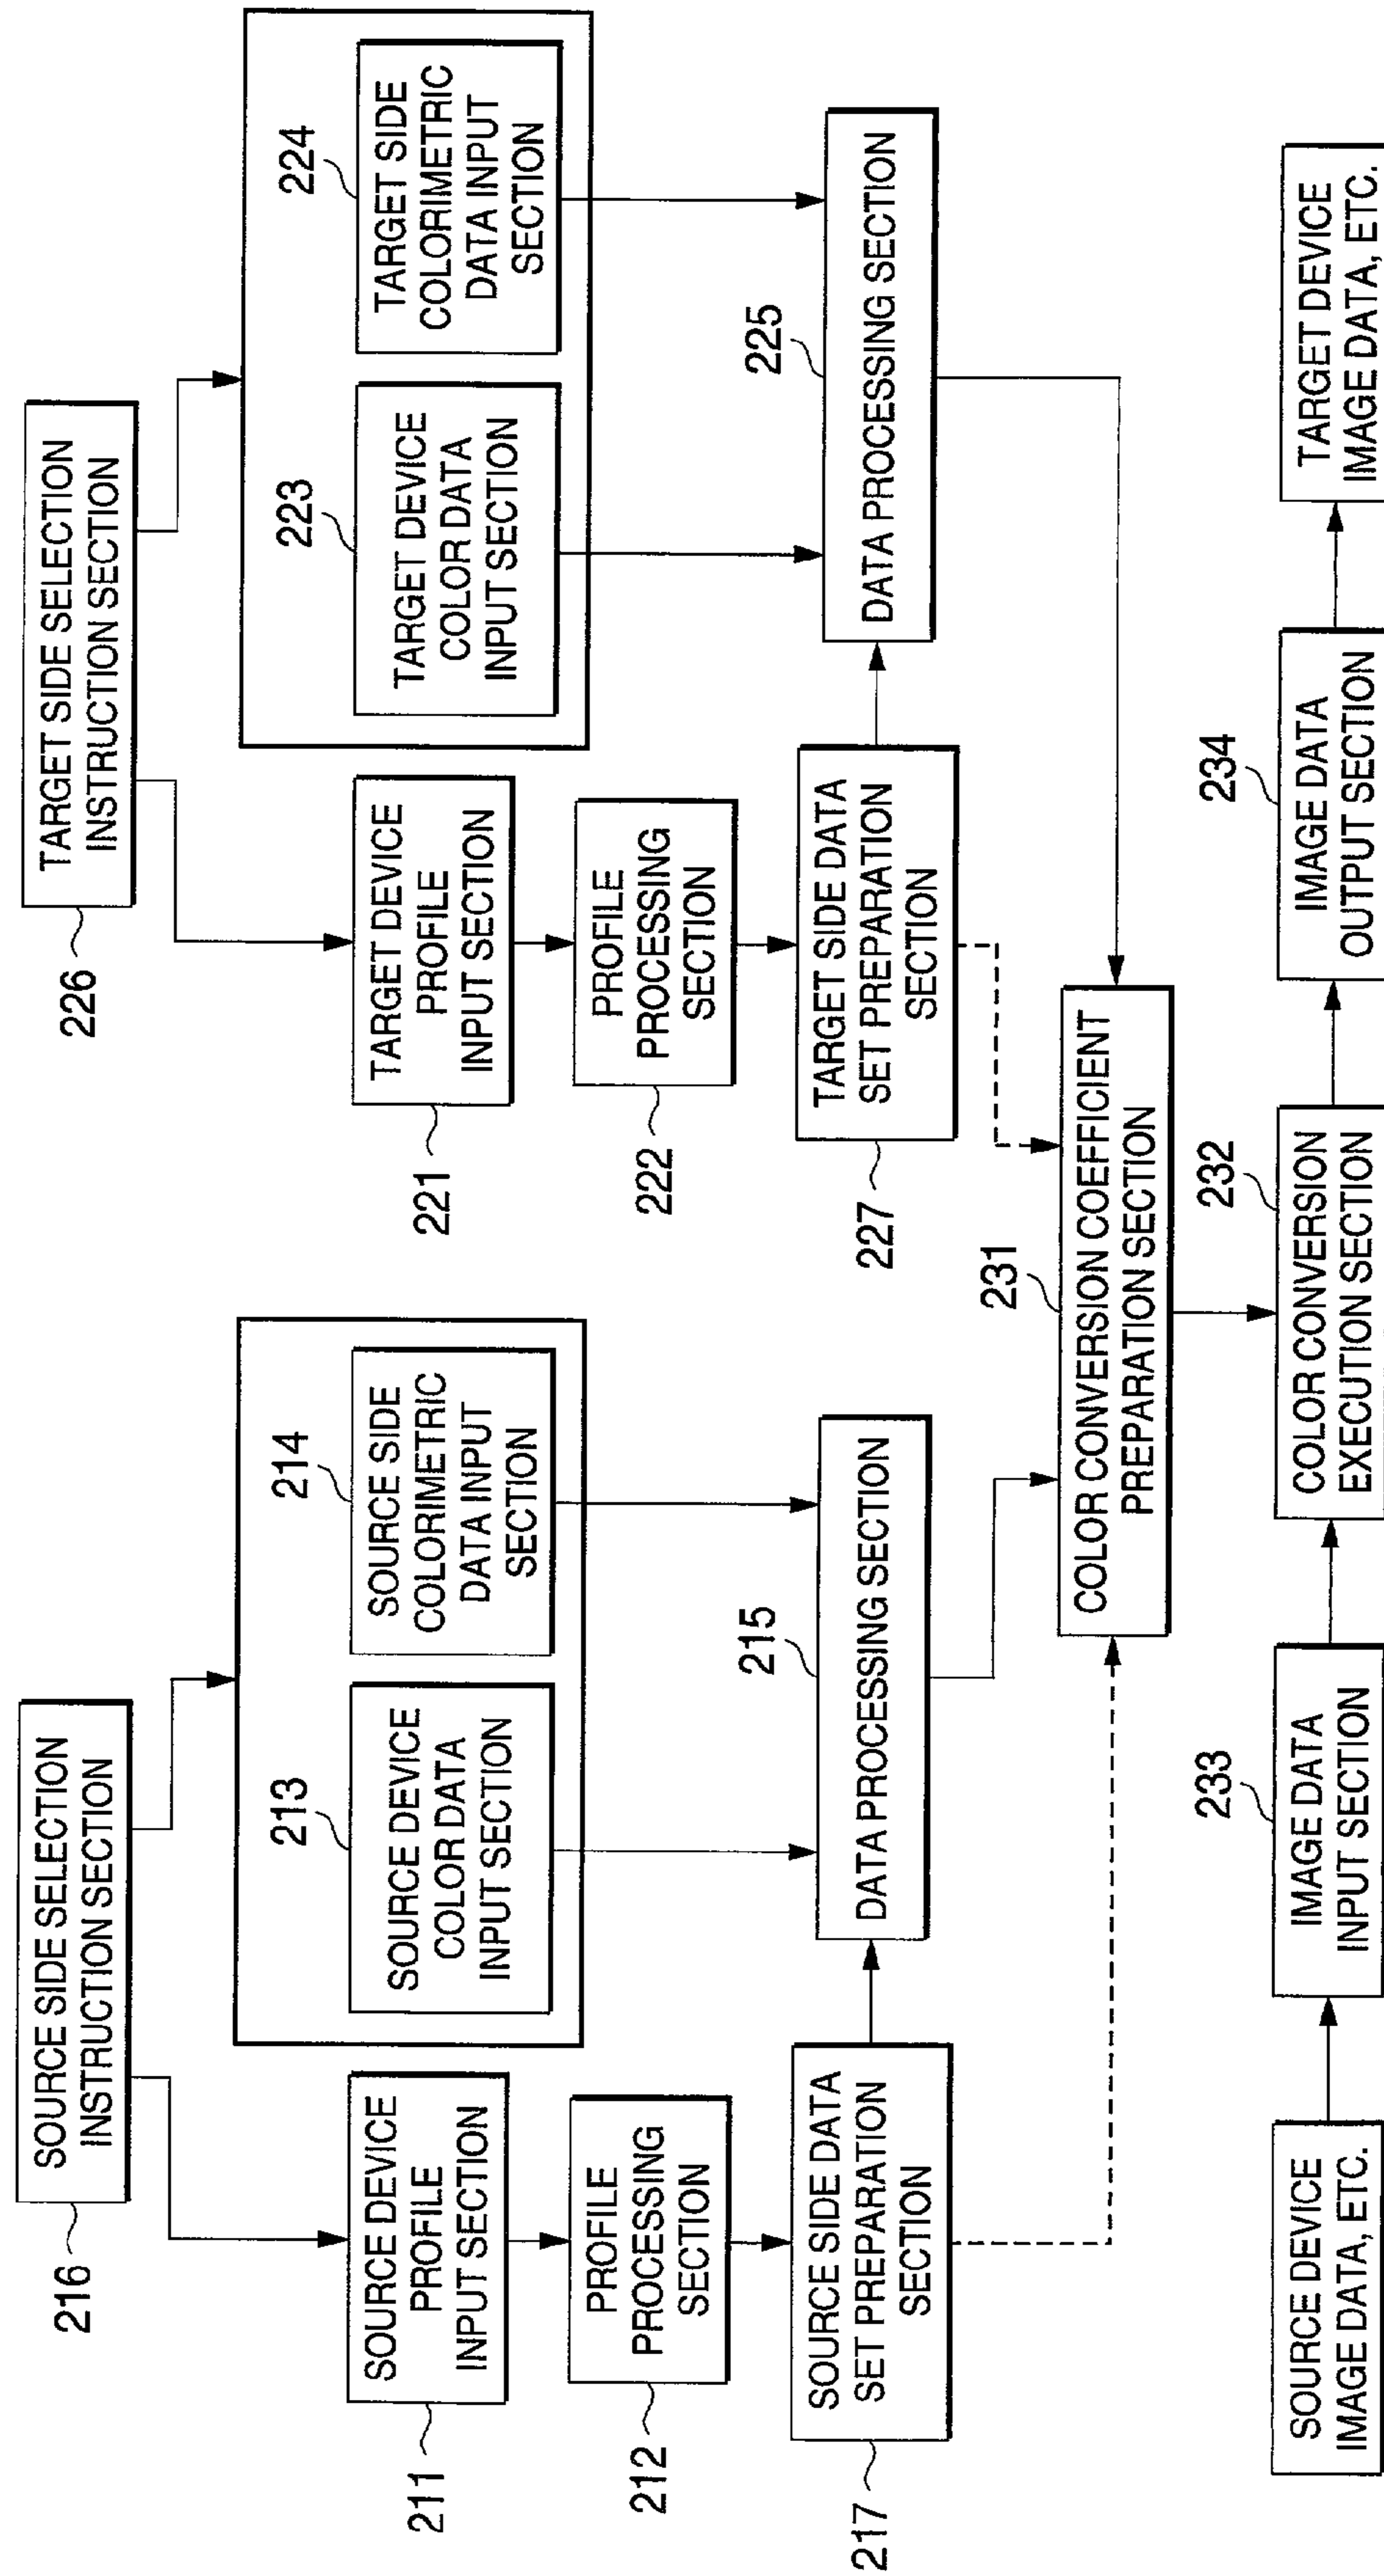 SOURCE SIDE SELECTION
INSTRUCTION SECTION
216
SOURCE DEVICE
PROFILE
INPUT SECTION
211
PROFILE
PROCESSING
SECTION
212
SOURCE SIDE DATA
SET PREPARATION
SECTION
217
213
SOURCE DEVICE
COLOR DATA
INPUT SECTION
214
SOURCE SIDE
COLORIMETRIC
DATA INPUT
SECTION
215
DATA PROCESSING SECTION
TARGET SIDE SELECTION
INSTRUCTION SECTION
226
TARGET DEVICE
PROFILE
INPUT SECTION
221
PROFILE
PROCESSING
SECTION
222
TARGET SIDE DATA
SET PREPARATION
SECTION
227
223
TARGET DEVICE
COLOR DATA
INPUT SECTION
224
TARGET SIDE
COLORIMETRIC
DATA INPUT
SECTION
225
DATA PROCESSING SECTION
231
COLOR CONVERSION COEFFICIENT
PREPARATION SECTION
SOURCE DEVICE
IMAGE DATA, ETC.
233
IMAGE DATA
INPUT SECTION
232
COLOR CONVERSION
EXECUTION SECTION
234
IMAGE DATA
OUTPUT SECTION
TARGET DEVICE
IMAGE DATA, ETC.